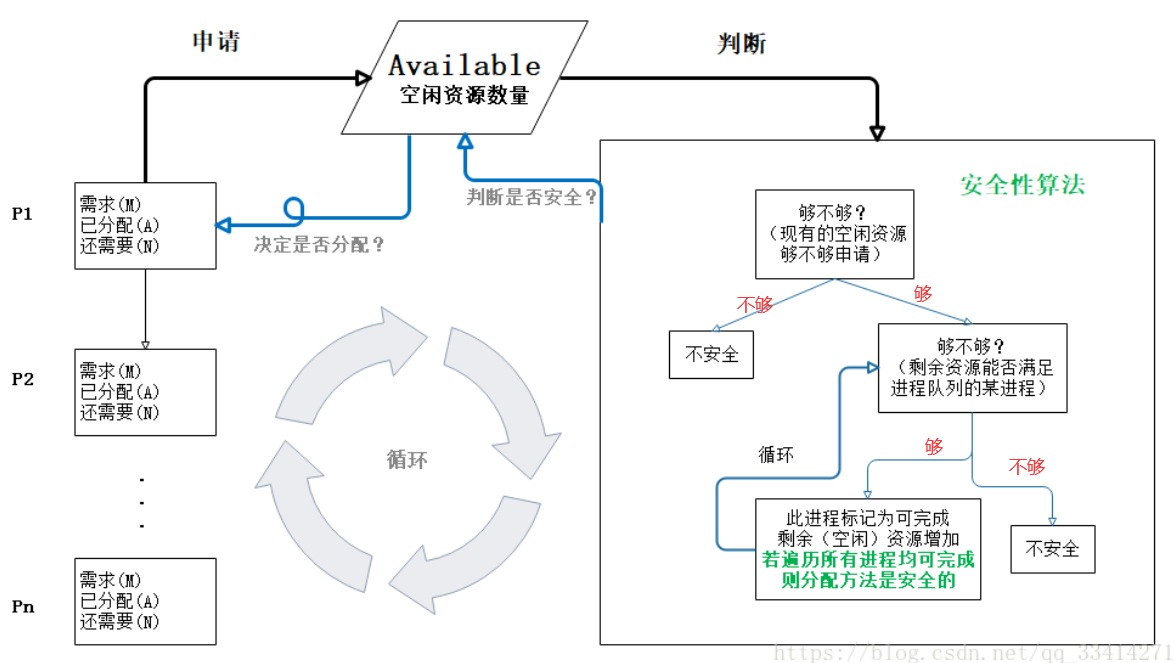 申请
Available
空闲资源数量
判断
P1
需求(M)
已分配(A)
还需要(N)
决定是否分配？
判断是否安全？
P2
需求(M)
已分配(A)
还需要(N)
.
.
.
Pn
需求(M)
已分配(A)
还需要(N)
循环
安全性算法
够不够？
（现有的空闲资源
够不够申请）
不够
够
不安全
够不够？
（剩余资源能否满足
进程队列的某进程）
循环
够
不够
此进程标记为可完成
剩余（空闲）资源增加
若遍历所有进程均可完成
则分配方法是安全的
不安全
https://blog.csdn.net/qq_33414271